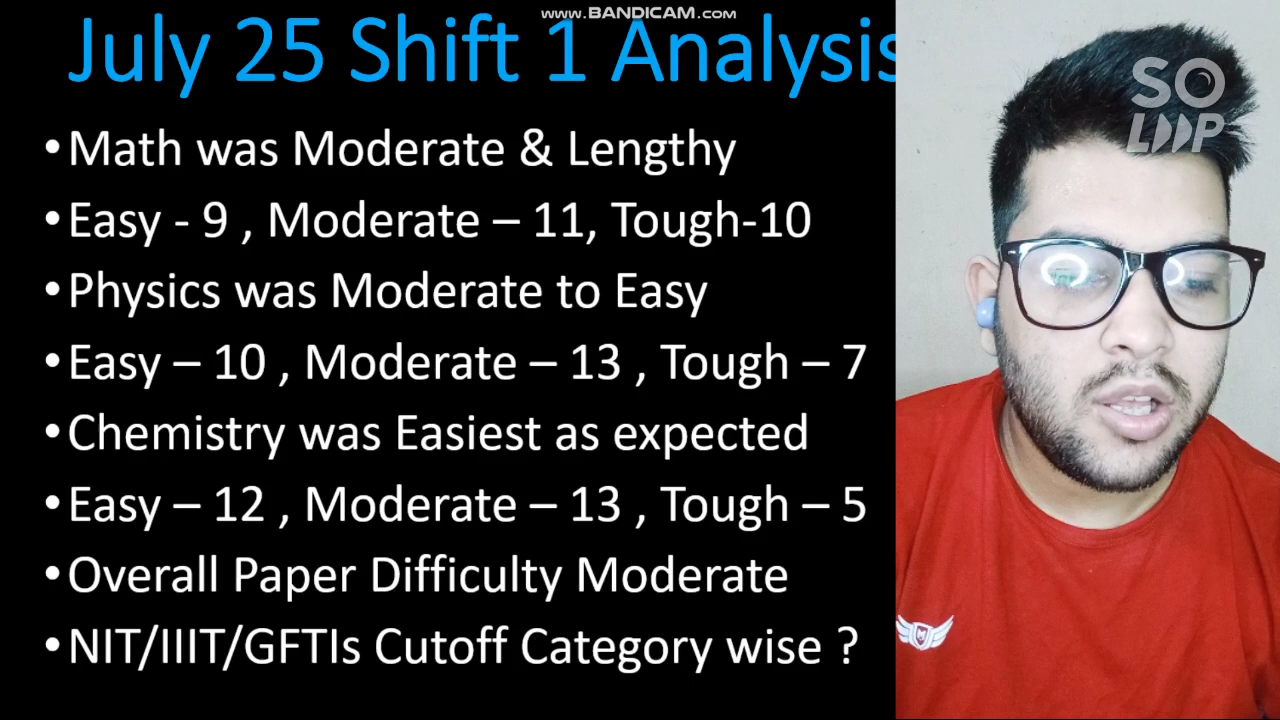 www.BANDICAM.com
July 25 Shift 1 Analysis
SO
LOOP
•Math was Moderate & Lengthy
•Easy - 9 , Moderate – 11, Tough-10
•Physics was Moderate to Easy
•Easy – 10 , Moderate – 13 , Tough – 7
•Chemistry was Easiest as expected
•Easy – 12 , Moderate – 13 , Tough – 5
•Overall Paper Difficulty Moderate
•NIT/IIIT/GFTIs Cutoff Category wise ?